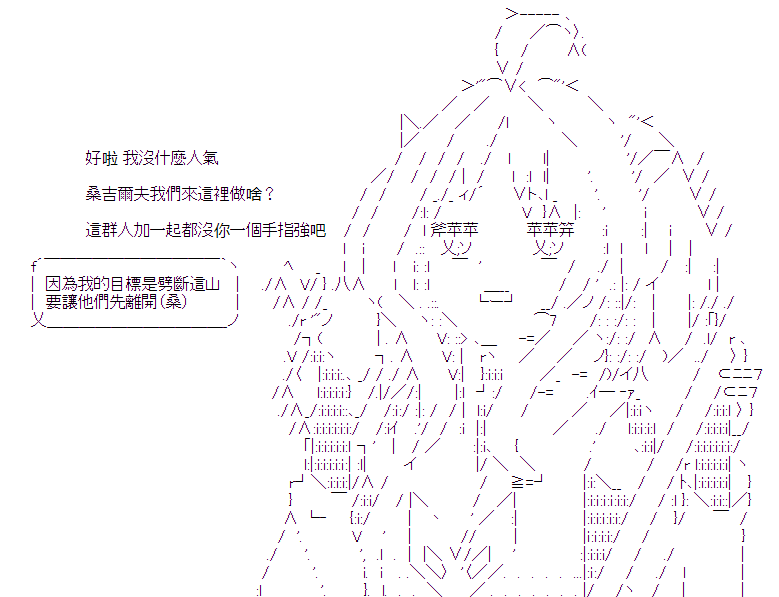 好啦 我沒什麼人氣
桑吉爾夫我們來這裡做啥？
這群人加一起都沒你一個手指強吧
因為我的目標是劈斷這山
要讓他們先離開(桑)